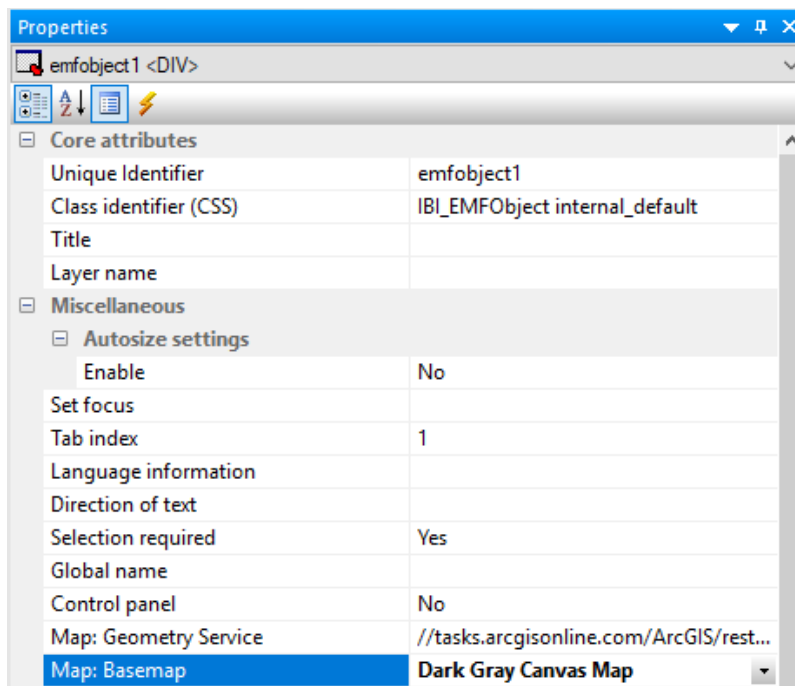 Properties
emfobject1 <DIV>
Core attributes
Unique Identifier emfobject1
Class identifier (CSS) IBI_EMFObject internal_default
Title
Layer name
Miscellaneous
Autosize settings
Enable No
Set focus
Tab index 1
Language information
Direction of text
Selection required Yes
Global name
Control panel No
Map: Geometry Service //tasks.arcgisonline.com/ArcGIS/rest...
Map: Basemap Dark Gray Canvas Map